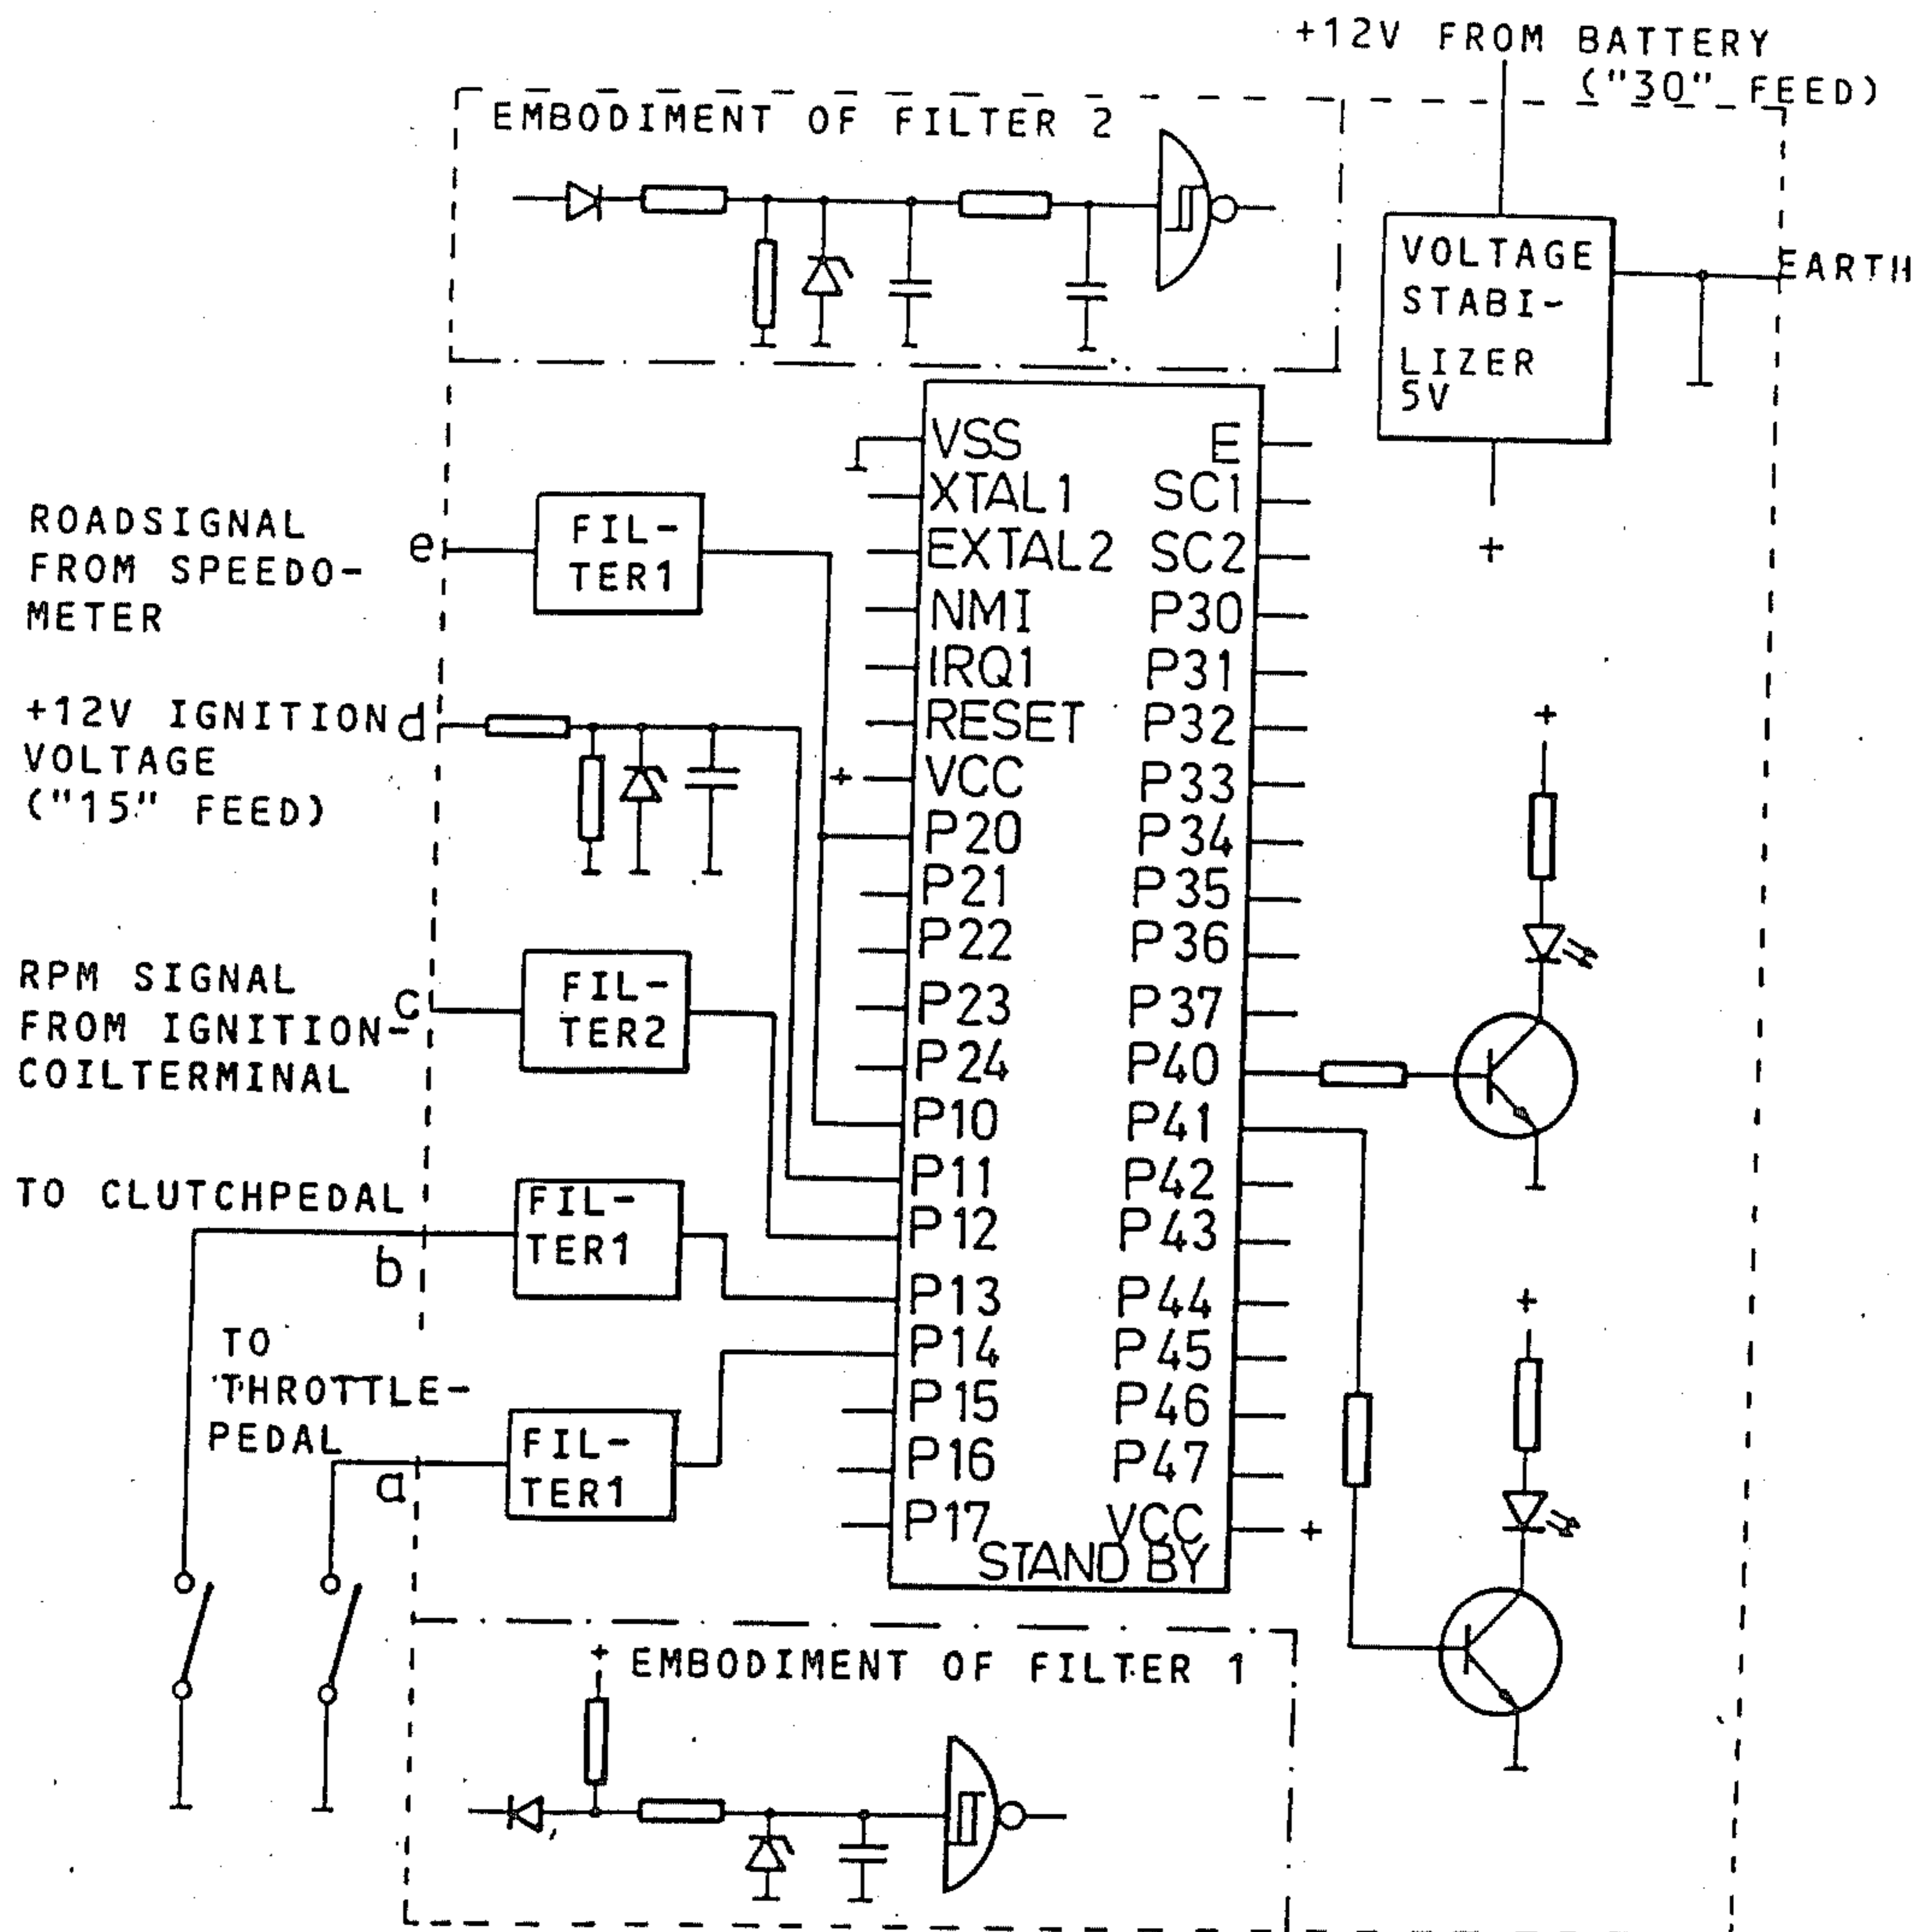 +12V FROM BATTERY
("30" FEED)
EMBODIMENT OF FILTER 2
VOLTAGE
STABI-
LIZER
5V
EARTH
+
ROADSIGNAL
FROM SPEEDO-
METER
e
FIL-
TER1
+12V IGNITION
VOLTAGE
("15" FEED)
d
RPM SIGNAL
FROM IGNITION-
COILTERMINAL
c
FIL-
TER2
TO CLUTCHPEDAL
b
FIL-
TER1
TO
THROTTLE-
PEDAL
a
FIL-
TER1
VSS
XTAL1
EXTAL2
NMI
IRQ1
RESET
+ VCC
P20
P21
P22
P23
P24
P10
P11
P12
P13
P14
P15
P16
P17
E
SC1
SC2
P30
P31
P32
P33
P34
P35
P36
P37
P40
P41
P42
P43
P44
P45
P46
P47
VCC +
STAND BY
+
+
+ EMBODIMENT OF FILTER 1